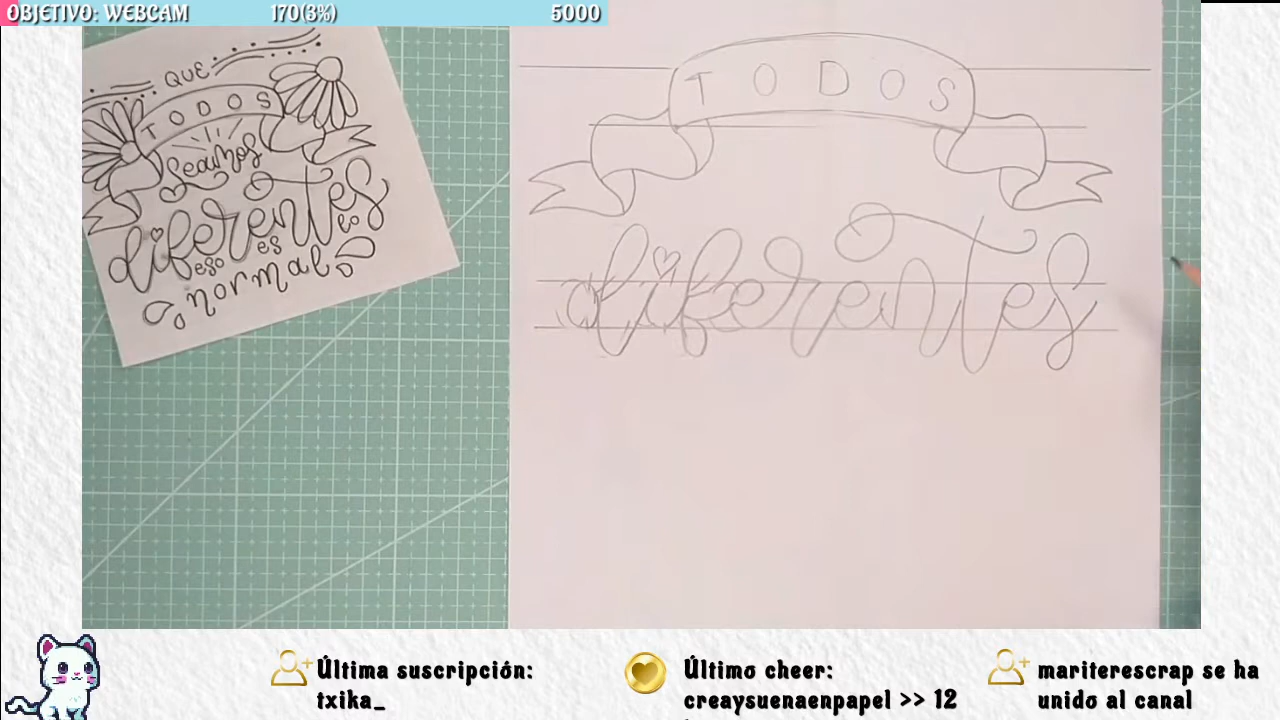 OBJETIVO: WEBCAM 170(3%) 5000
QUE
TODOS
Seamos
diferentes
eso es lo
normal
TODOS
diferentes
Última suscripción:
txika_
Último cheer:
creaysuenaenpapel >> 12
mariterescrap se ha
unido al canal